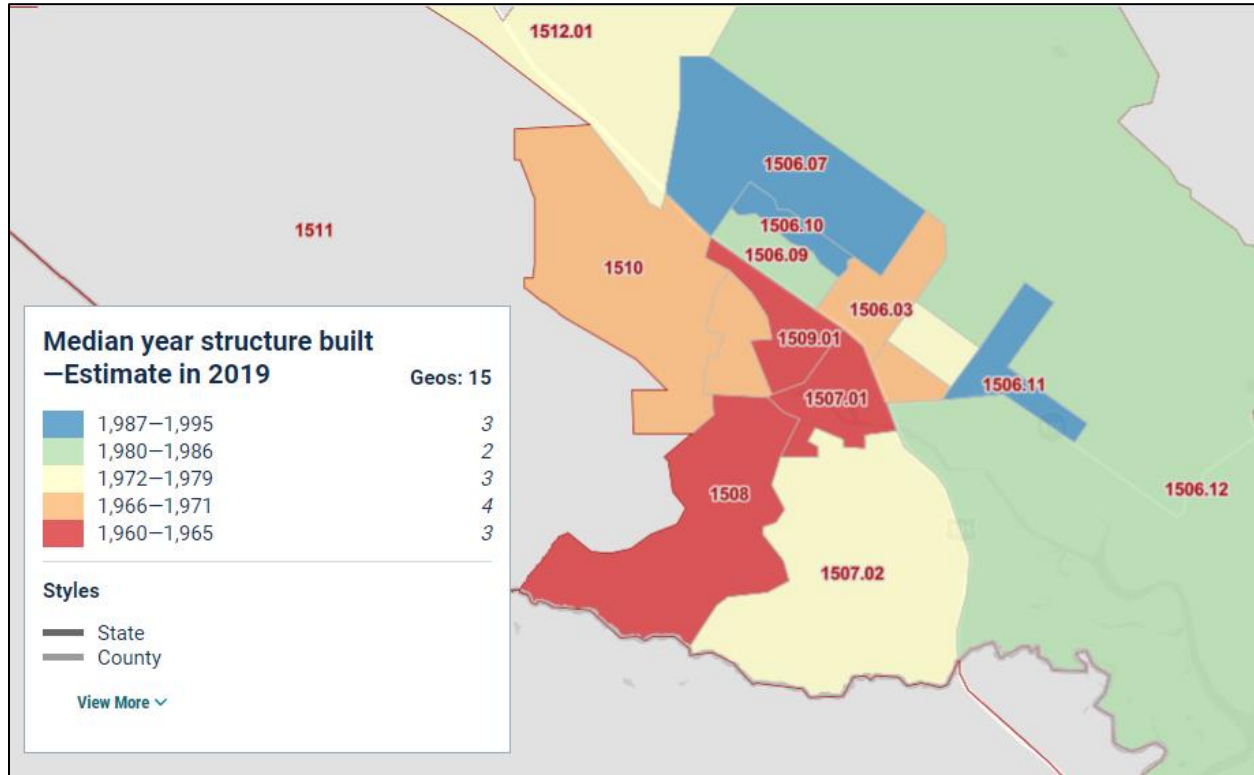 1512.01
1506.07
1506.10
1511
1506.09
1510
1506.03
1509.01
1506.11
1507.01
1508
1506.12
1507.02
Median year structure built
—Estimate in 2019
Geos: 15
1,987—1,995 3
1,980—1,986 2
1,972—1,979 3
1,966—1,971 4
1,960—1,965 3
Styles
State
County
View More